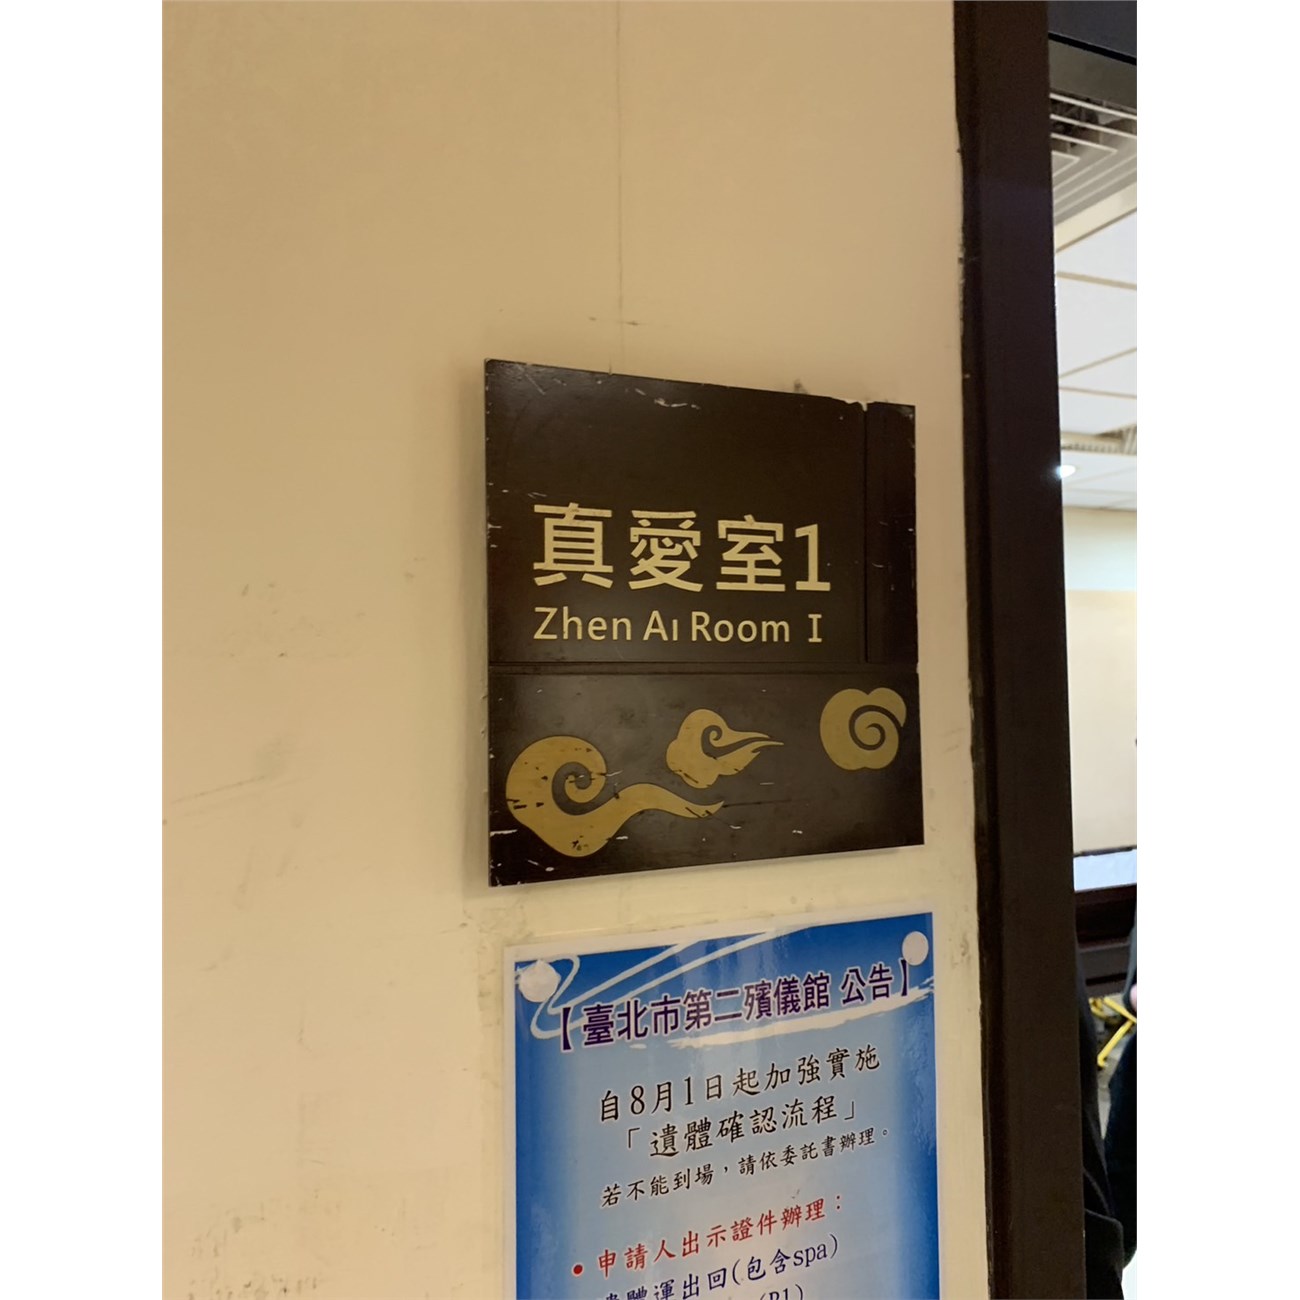 真愛室1
Zhen Aı Room I
【臺北市第二殯儀館 公告】
自8月1日起加強實施
「遺體確認流程」
若不能到場，請依委託書辦理。
• 申請人出示證件辦理：
遺體運出回(包含spa)
(B1)